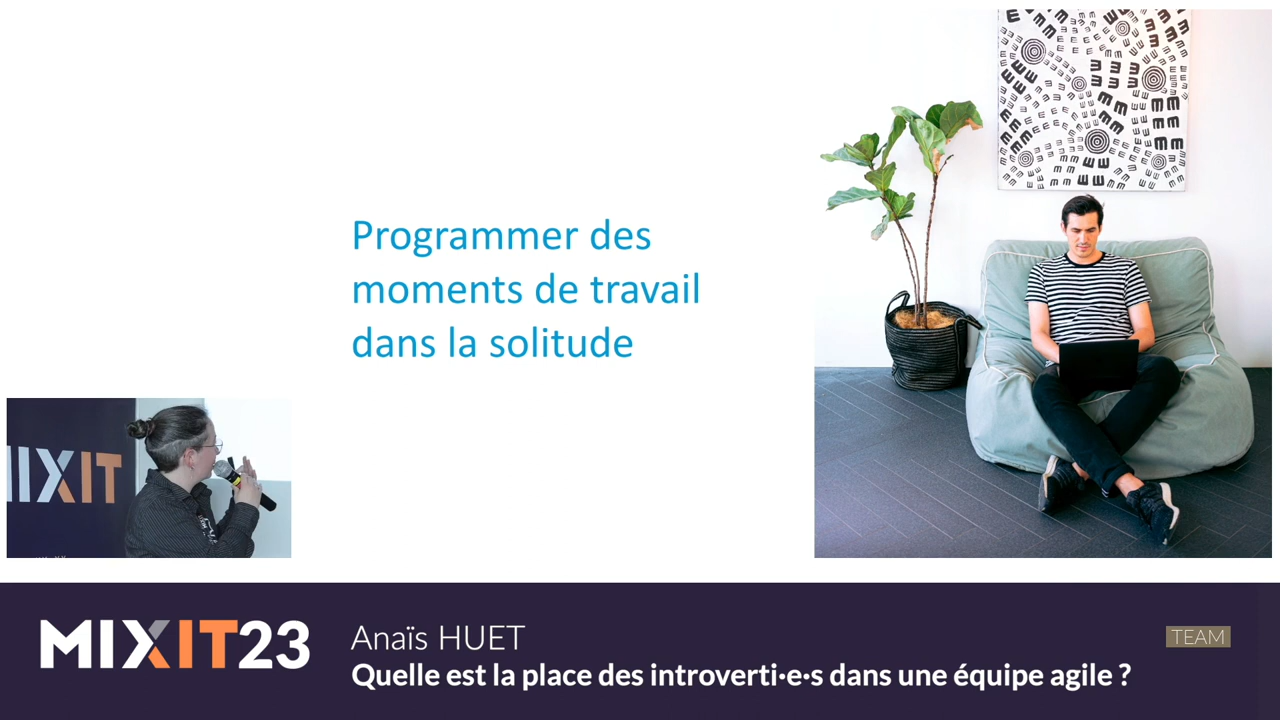 Programmer des
moments de travail
dans la solitude
MIXIT
MIXIT23
Anaïs HUET
TEAM
Quelle est la place des introverti·e·s dans une équipe agile ?